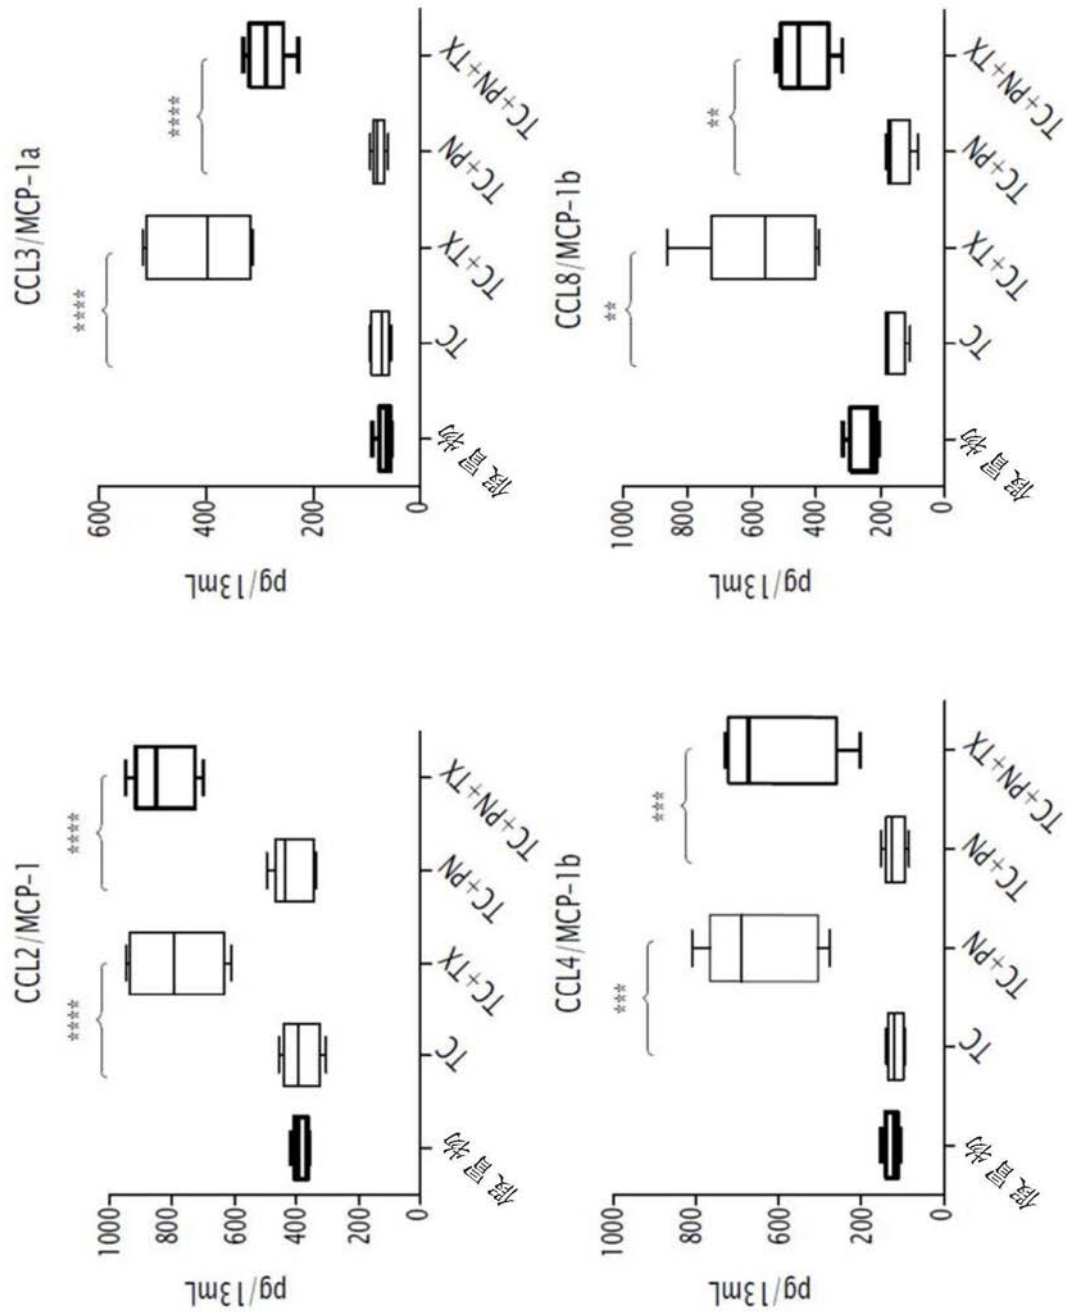 CCL2/MCP-1
pg/13mL
1000
800
600
400
200
0
****
****
假冒物
TC
TC+TX
TC+PN
TC+PN+TX
CCL3/MCP-1a
pg/13mL
600
400
200
0
****
****
假冒物
TC
TC+TX
TC+PN
TC+PN+TX
CCL4/MCP-1b
pg/13mL
1000
800
600
400
200
0
***
***
假冒物
TC
TC+PN
TC+PN
TC+PN+TX
CCL8/MCP-1b
pg/13mL
1000
800
600
400
200
0
**
**
假冒物
TC
TC+TX
TC+PN
TC+PN+TX